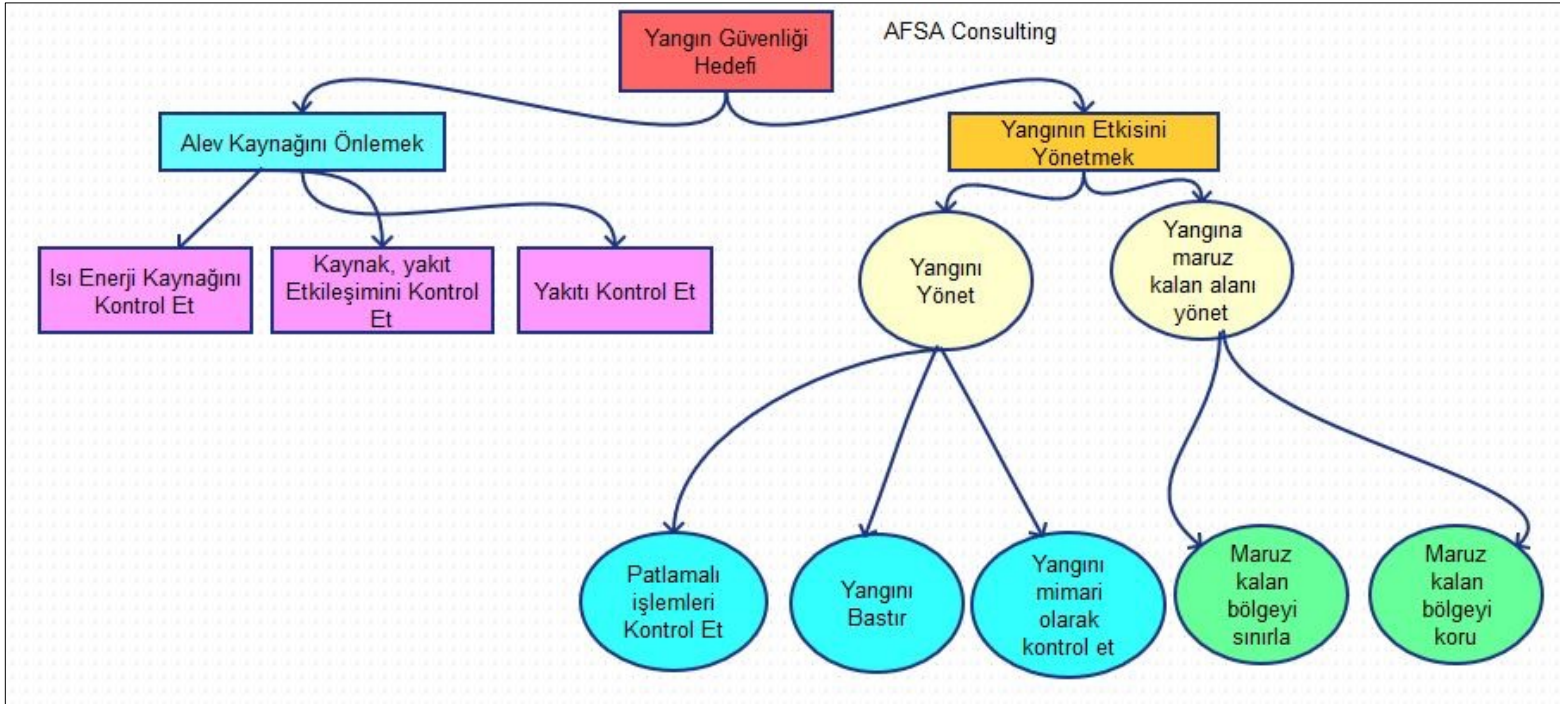 Yangın Güvenliği
Hedefi
AFSA Consulting
Alev Kaynağını Önlemek
Yangının Etkisini
Yönetmek
Isı Enerji Kaynağını
Kontrol Et
Kaynak, yakıt
Etkileşimini Kontrol
Et
Yakıtı Kontrol Et
Yangını
Yönet
Yangına
maruz
kalan alanı
yönet
Patlamalı
işlemleri
Kontrol Et
Yangını
Bastır
Yangını
mimari
olarak
kontrol et
Maruz
kalan
bölgeyi
sınırla
Maruz
kalan
bölgeyi
koru